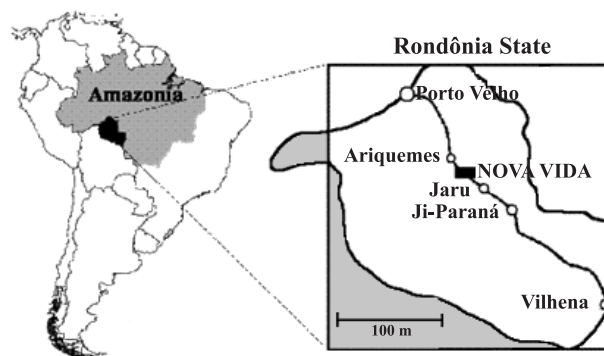 Rondônia State
Amazonia
Porto Velho
Ariquemes
NOVA VIDA
Jaru
Ji-Paraná
Vilhena
100 m